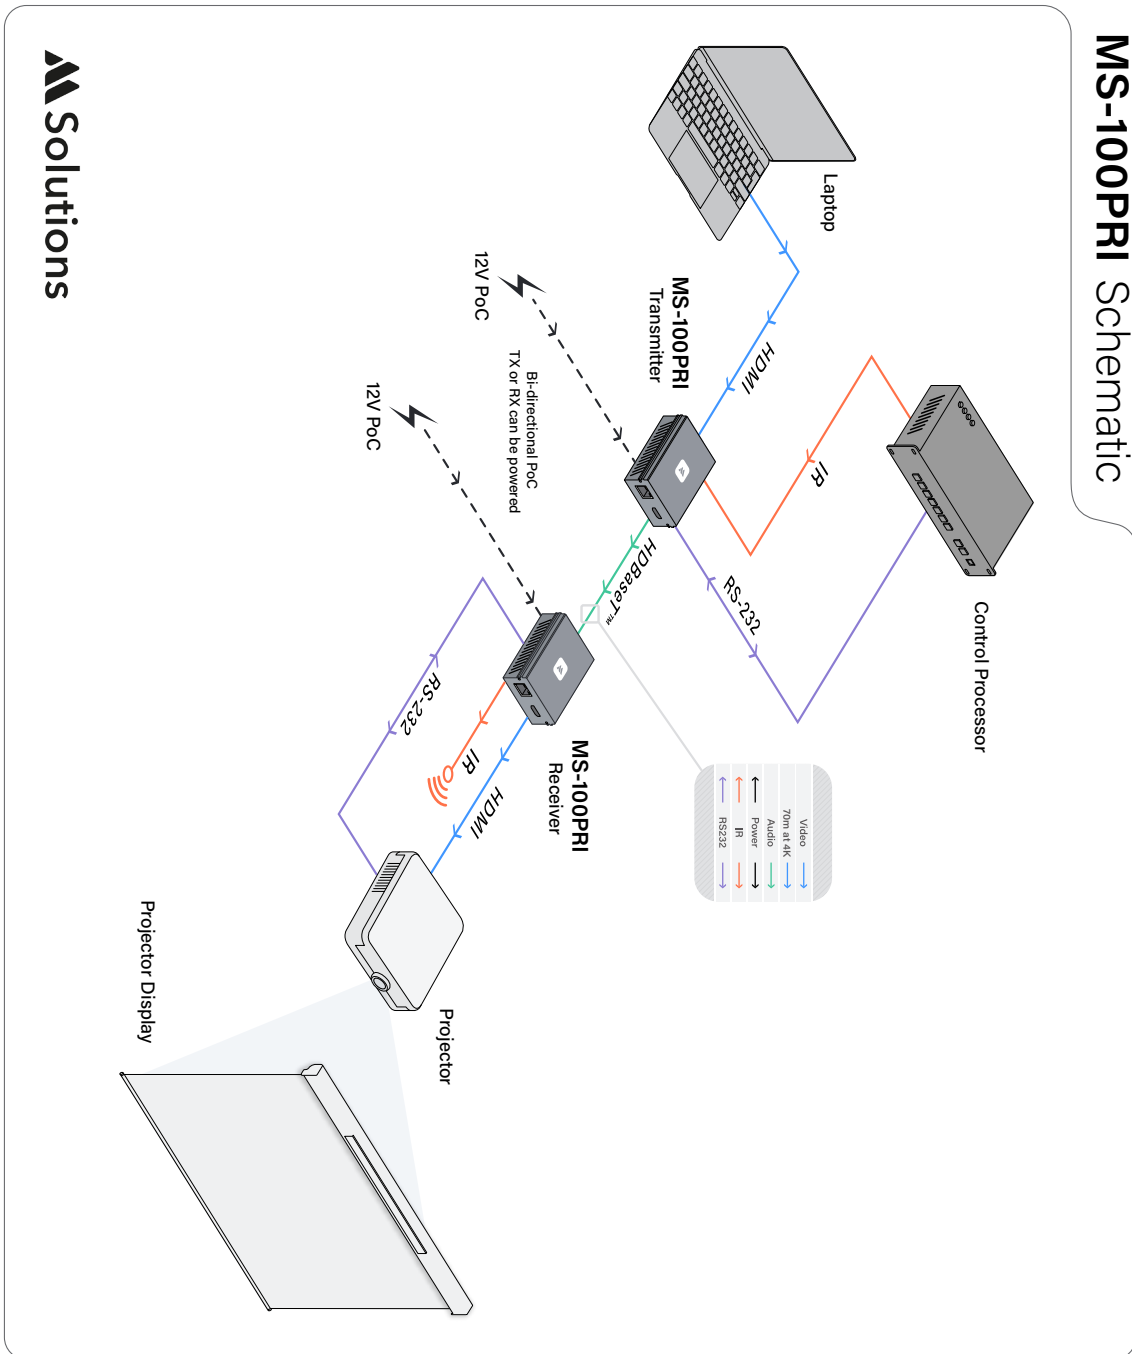 MS-100PRI Schematic
Laptop
HDMI
IR
Control Processor
MS-100PRI
Transmitter
12V PoC
RS-232
HDBaseT™
Bi-directional PoC
TX or RX can be powered
12V PoC
Video
70m at 4K
Audio
Power
IR
RS232
MS-100PRI
Receiver
RS-232
IR
HDMI
Projector
Projector Display
Solutions